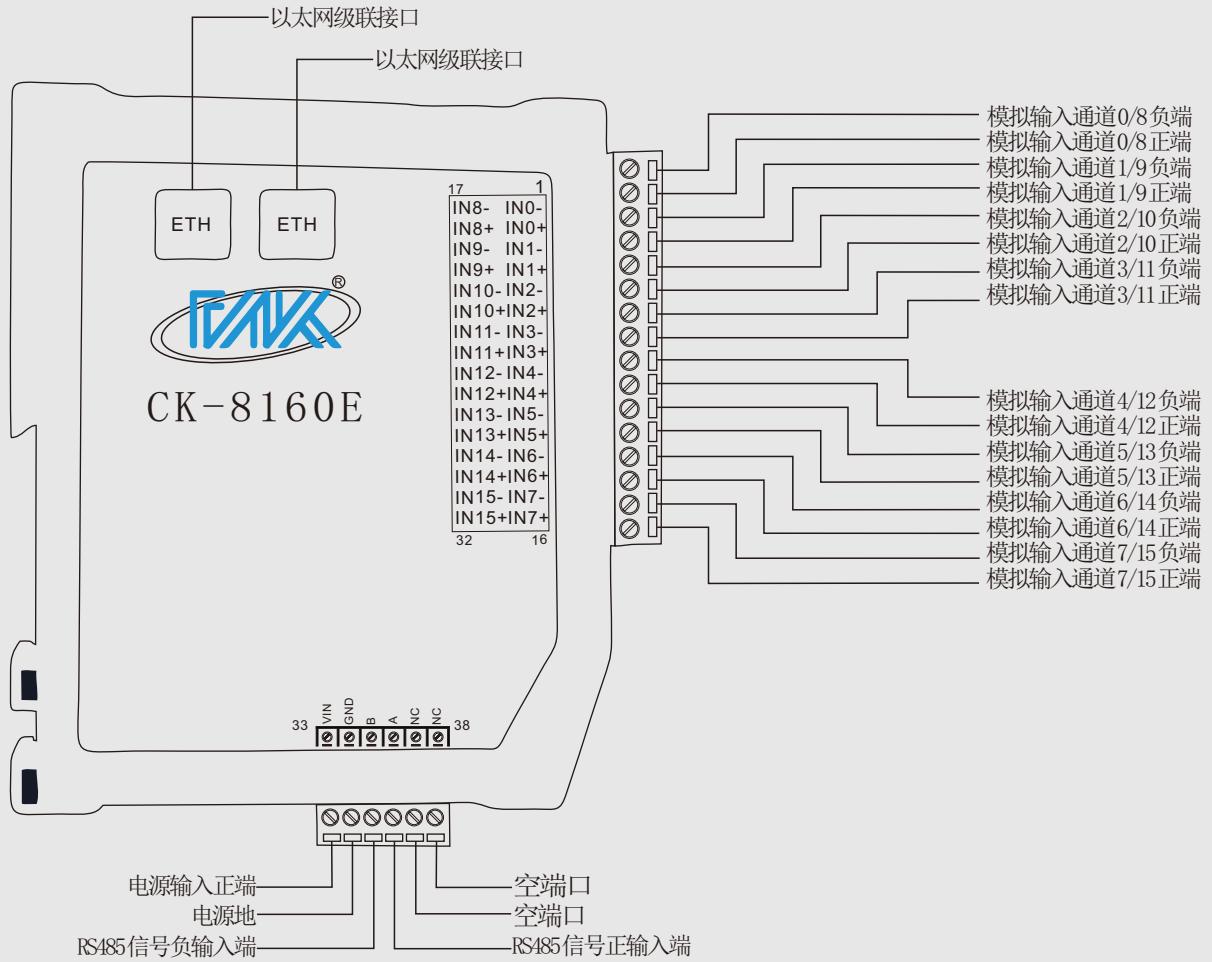 以太网级联接口
以太网级联接口
模拟输入通道0/8负端
模拟输入通道0/8正端
模拟输入通道1/9负端
模拟输入通道1/9正端
模拟输入通道2/10负端
模拟输入通道2/10正端
模拟输入通道3/11负端
模拟输入通道3/11正端
模拟输入通道4/12负端
模拟输入通道4/12正端
模拟输入通道5/13负端
模拟输入通道5/13正端
模拟输入通道6/14负端
模拟输入通道6/14正端
模拟输入通道7/15负端
模拟输入通道7/15正端
ETH ETH
®
CK-8160E
17 1
IN8- IN0-
IN8+ IN0+
IN9- IN1-
IN9+ IN1+
IN10- IN2-
IN10+ IN2+
IN11- IN3-
IN11+ IN3+
IN12- IN4-
IN12+ IN4+
IN13- IN5-
IN13+ IN5+
IN14- IN6-
IN14+ IN6+
IN15- IN7-
IN15+ IN7+
32 16
33 VIN GND B A NC NC 38
电源输入正端 空端口
电源地 空端口
RS485信号负输入端 RS485信号正输入端